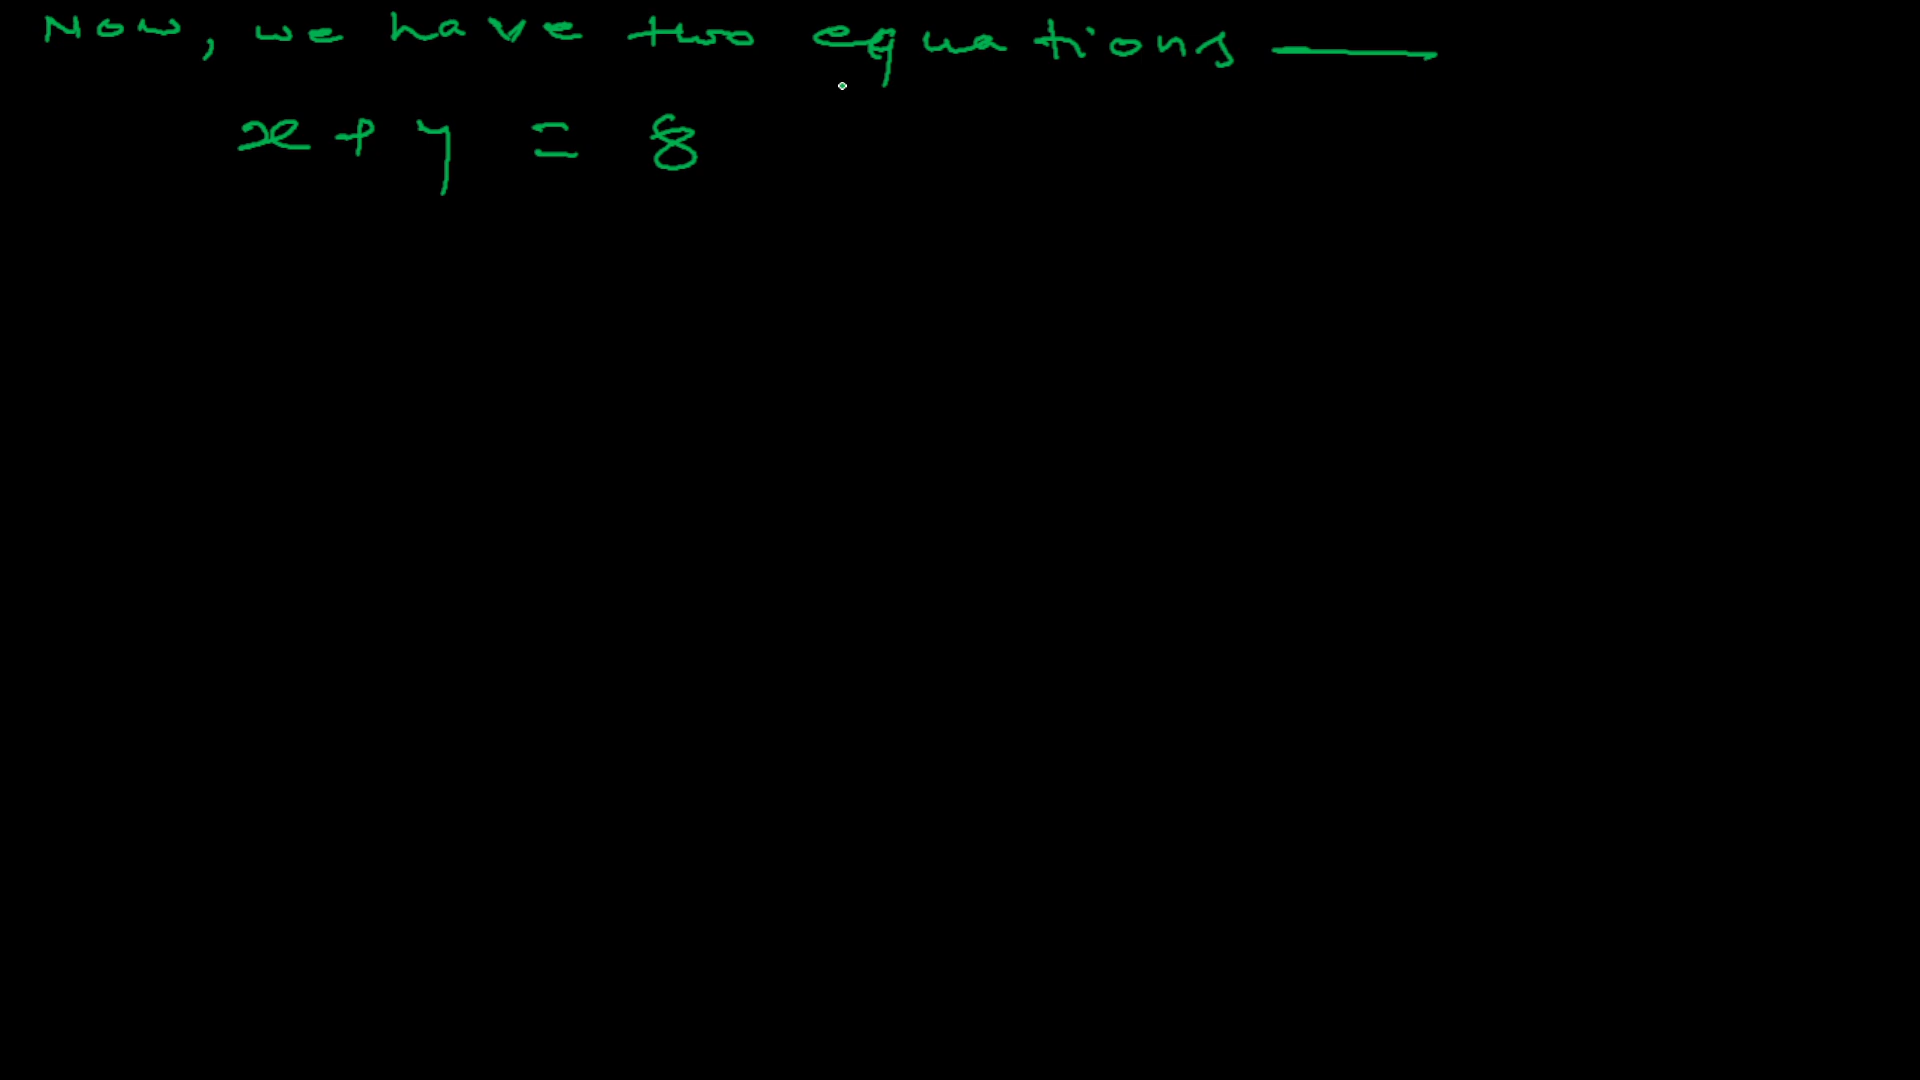 Now, we have two equations —
x + y = 8